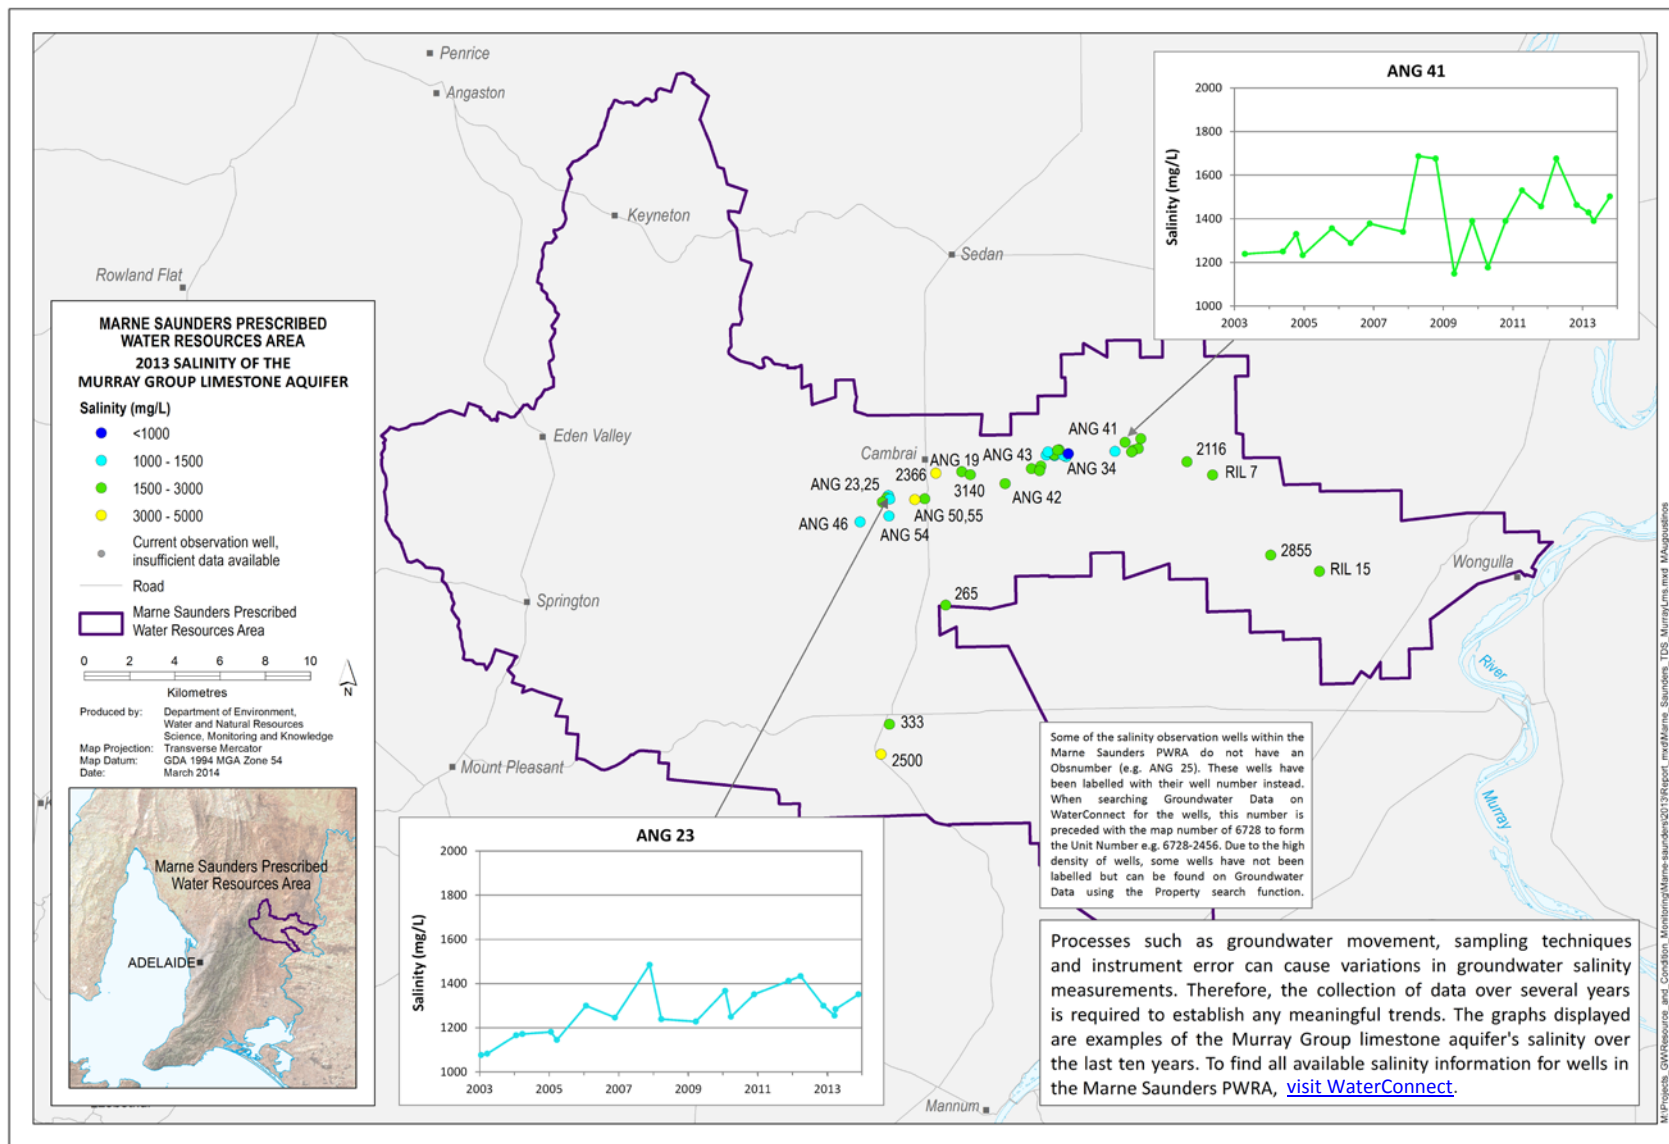 Penrice
Angaston
Keyneton
Sedan
Rowland Flat
Eden Valley
Cambrai
Springton
Mount Pleasant
Mannum
Wongulla
River
Murray
ANG 41
Salinity (mg/L)
2000
1800
1600
1400
1200
1000
2003
2005
2007
2009
2011
2013
MARNE SAUNDERS PRESCRIBED
WATER RESOURCES AREA
2013 SALINITY OF THE
MURRAY GROUP LIMESTONE AQUIFER
Salinity (mg/L)
<1000
1000 - 1500
1500 - 3000
3000 - 5000
Current observation well,
insufficient data available
Road
Marne Saunders Prescribed
Water Resources Area
0 2 4 6 8 10
Kilometres
N
Produced by: Department of Environment,
Water and Natural Resources
Science, Monitoring and Knowledge
Map Projection: Transverse Mercator
Map Datum: GDA 1994 MGA Zone 54
Date: March 2014
Marne Saunders Prescribed
Water Resources Area
ADELAIDE
ANG 41
ANG 43
ANG 34
ANG 19
2366
3140
ANG 42
ANG 23,25
ANG 50,55
ANG 46
ANG 54
2116
RIL 7
2855
RIL 15
265
333
2500
ANG 23
Salinity (mg/L)
2000
1800
1600
1400
1200
1000
2003
2005
2007
2009
2011
2013
Some of the salinity observation wells within the
Marne Saunders PWRA do not have an
Obsnumber (e.g. ANG 25). These wells have
been labelled with their well number instead.
When searching Groundwater Data on
WaterConnect for the wells, this number is
preceded with the map number of 6728 to form
the Unit Number e.g. 6728-2456. Due to the high
density of wells, some wells have not been
labelled but can be found on Groundwater
Data using the Property search function.
Processes such as groundwater movement, sampling techniques
and instrument error can cause variations in groundwater salinity
measurements. Therefore, the collection of data over several years
is required to establish any meaningful trends. The graphs displayed
are examples of the Murray Group limestone aquifer's salinity over
the last ten years. To find all available salinity information for wells in
the Marne Saunders PWRA, visit WaterConnect.